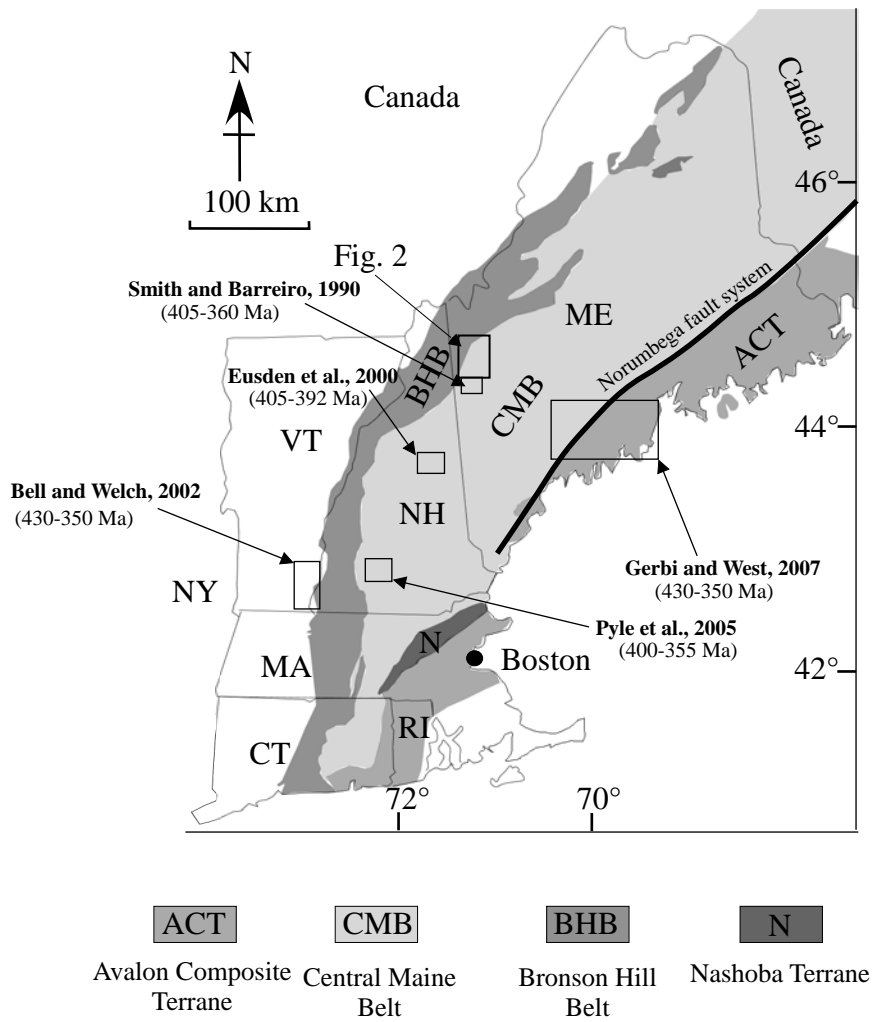 N
Canada
Canada
100 km
46°
Fig. 2
Smith and Barreiro, 1990
(405-360 Ma)
ME
Norumbega fault system
ACT
BHB
Eusden et al., 2000
(405-392 Ma)
CMB
44°
VT
Bell and Welch, 2002
(430-350 Ma)
NH
Gerbi and West, 2007
(430-350 Ma)
NY
Pyle et al., 2005
(400-355 Ma)
N
MA
Boston
42°
RI
CT
72°
70°
ACT
CMB
BHB
N
Avalon Composite
Terrane
Central Maine
Belt
Bronson Hill
Belt
Nashoba Terrane